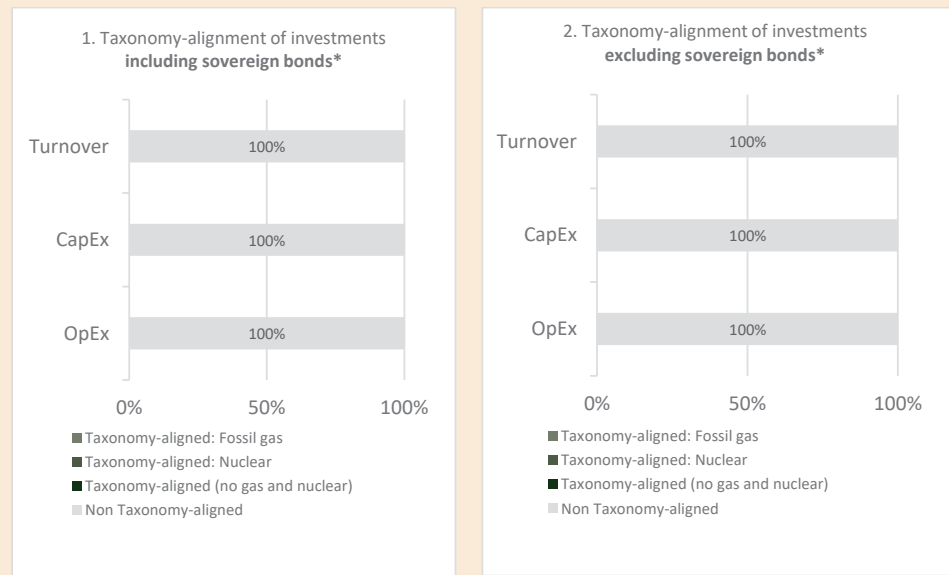 1. Taxonomy-alignment of investments
including sovereign bonds*
Turnover
100%
CapEx
100%
OpEx
100%
0%
50%
100%
Taxonomy-aligned: Fossil gas
Taxonomy-aligned: Nuclear
Taxonomy-aligned (no gas and nuclear)
Non Taxonomy-aligned
2. Taxonomy-alignment of investments
excluding sovereign bonds*
Turnover
100%
CapEx
100%
OpEx
100%
0%
50%
100%
Taxonomy-aligned: Fossil gas
Taxonomy-aligned: Nuclear
Taxonomy-aligned (no gas and nuclear)
Non Taxonomy-aligned